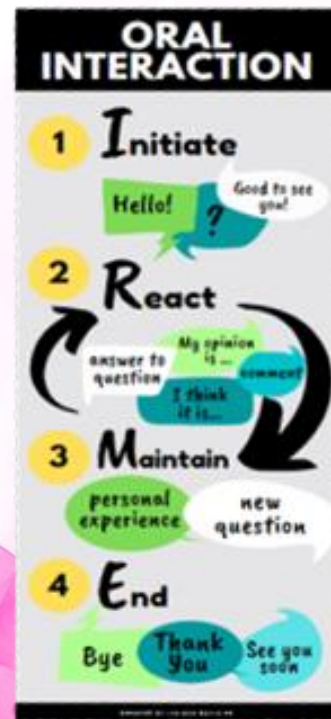 ORAL
INTERACTION
1 Initiate
Hello!
?
Good to see
you!
2 React
My opinion
is ...
answer to
question
comment
I think
it is...
3 Maintain
personal
experience
new
question
4 End
Bye
Thank
You
See you
soon